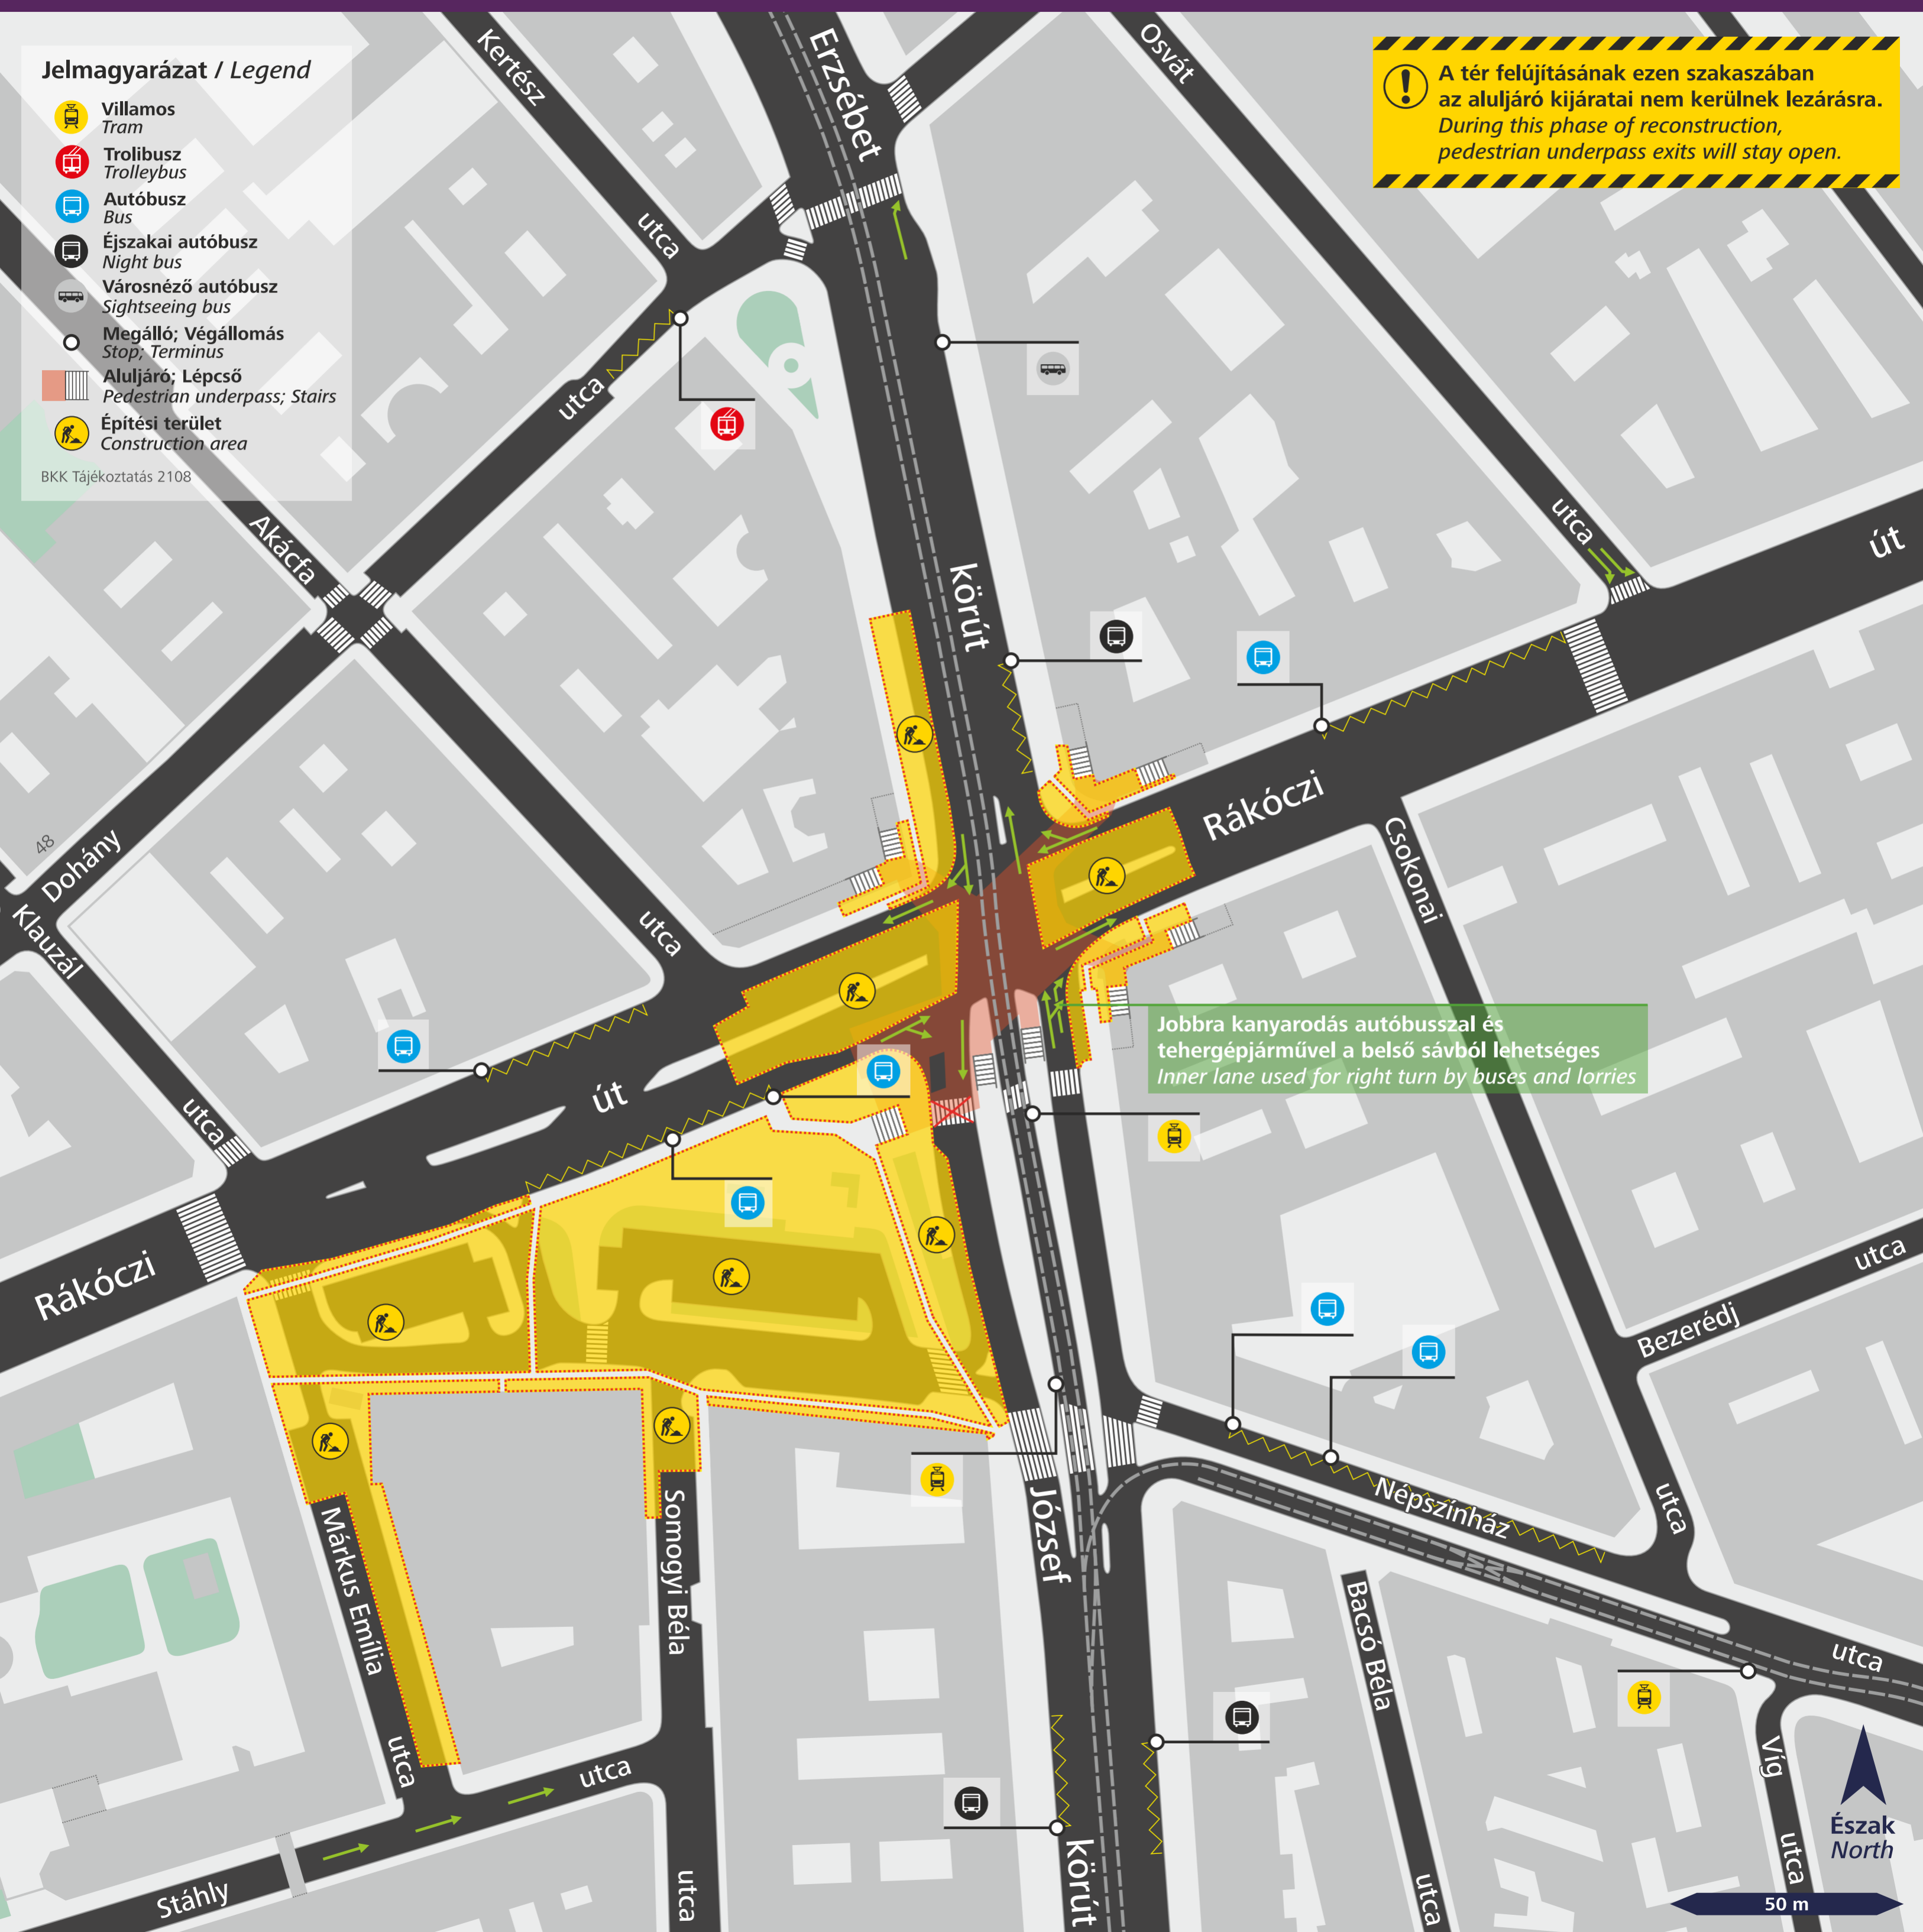 Jelmagyarázat / Legend
Villamos
Tram
Trolibusz
Trolleybus
Autóbusz
Bus
Éjszakai autóbusz
Night bus
Városnéző autóbusz
Sightseeing bus
Megálló; Végállomás
Stop; Terminus
Aluljáró; Lépcső
Pedestrian underpass; Stairs
Építési terület
Construction area
BKK Tájékoztatás 2108
A tér felújításának ezen szakaszában
az aluljáró kijáratai nem kerülnek lezárásra.
During this phase of reconstruction,
pedestrian underpass exits will stay open.
Kertész
utca
Erzsébet
körút
Osvát
utca
út
utca
Akácfa
utca
48
Dohány
Klauzál
utca
Rákóczi
Csokonai
Jobbra kanyarodás autóbusszal és
tehergépjárművel a belső sávból lehetséges
Inner lane used for right turn by buses and lorries
út
Rákóczi
utca
Bezerédj
utca
Népszínház
utca
József
körút
Somogyi Béla
utca
Márkus Emília
utca
utca
Stáhly
Bacsó Béla
utca
Víg
utca
Észak
North
50 m